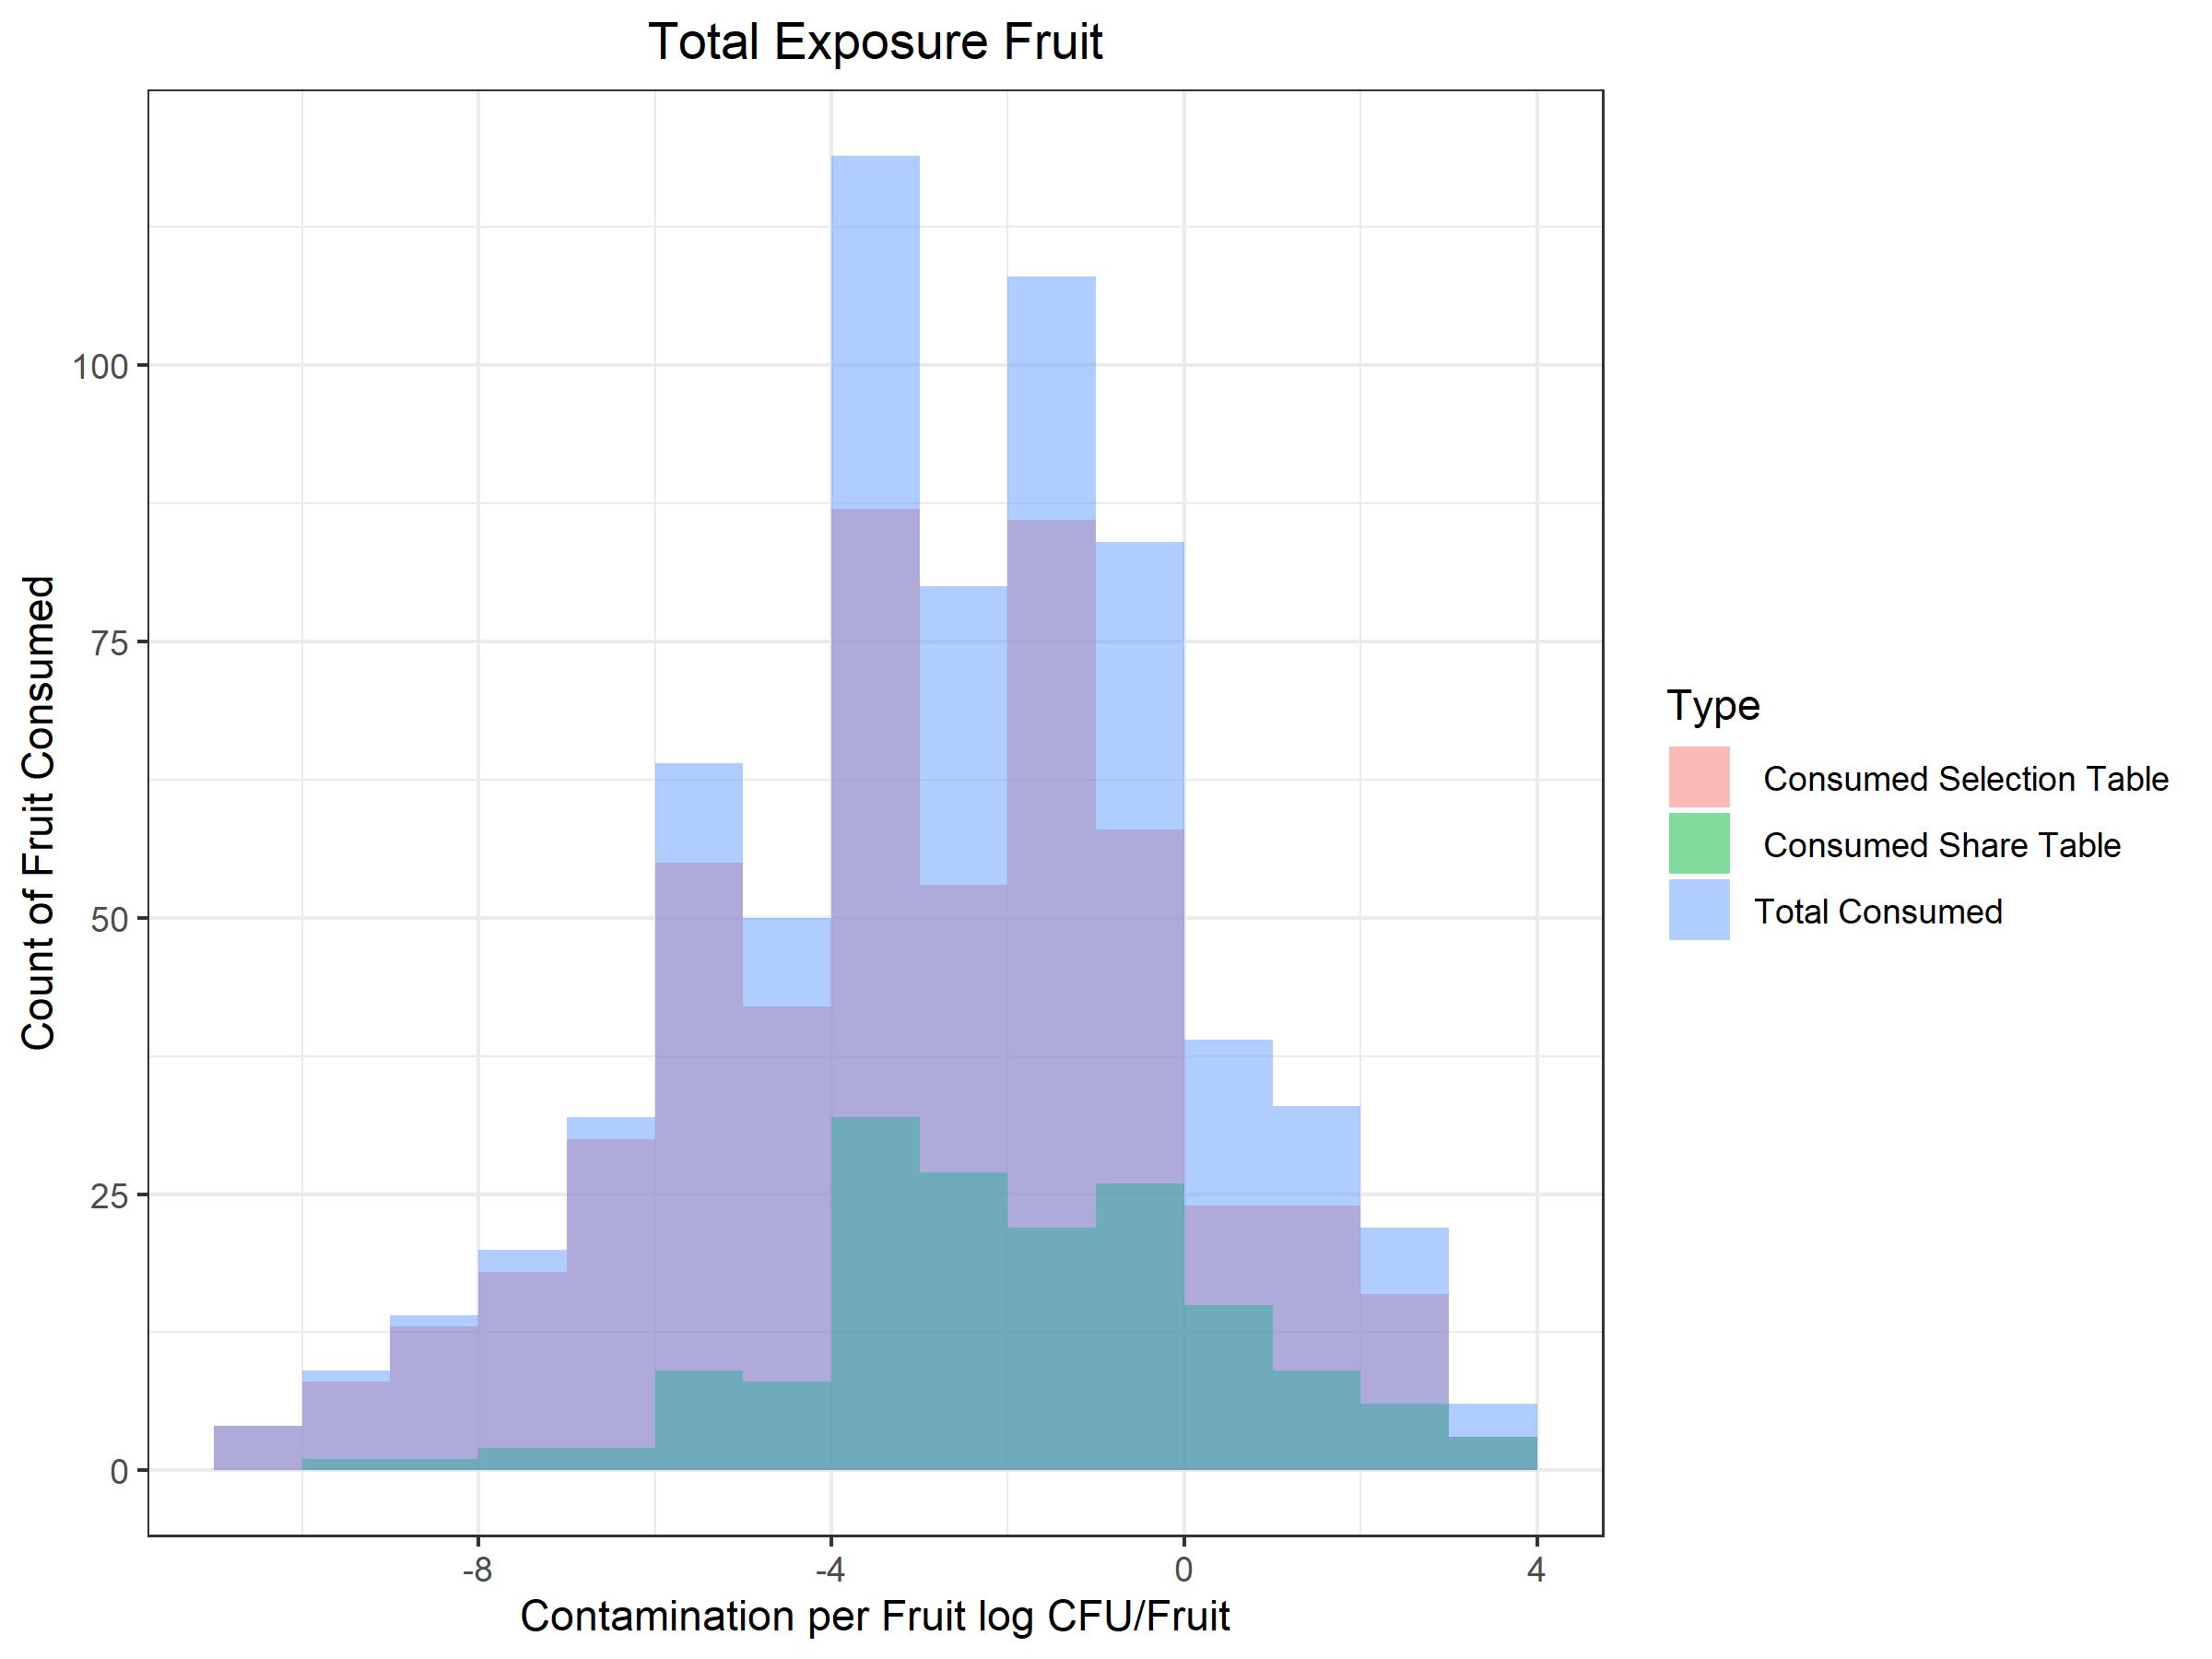 Total Exposure Fruit
Count of Fruit Consumed
100
75
50
25
0
-8
-4
0
4
Contamination per Fruit log CFU/Fruit
Type
Consumed Selection Table
Consumed Share Table
Total Consumed